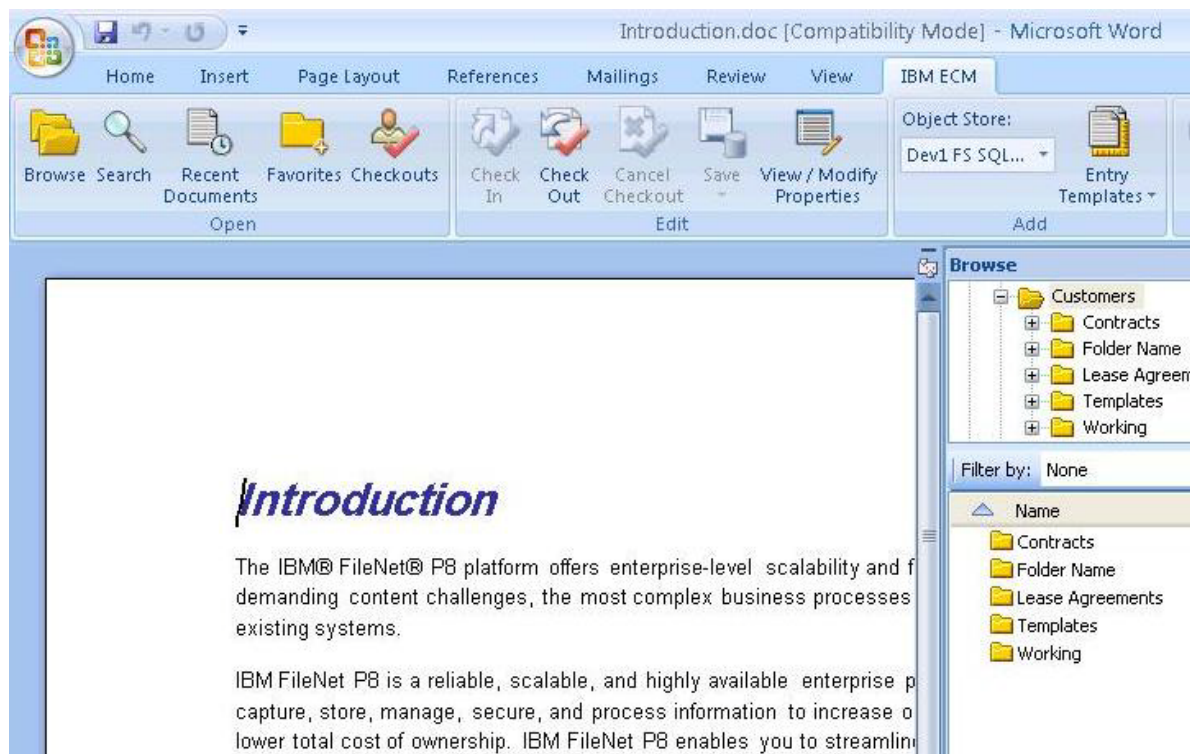 Introduction.doc [Compatibility Mode] - Microsoft Word
Home Insert Page Layout References Mailings Review View IBM ECM
Browse Search Recent Documents Favorites Checkouts
Open
Check In Check Out Cancel Checkout Save View / Modify Properties
Edit
Object Store:
Dev1 FS SQL...
Entry Templates
Add
Introduction
The IBM® FileNet® P8 platform offers enterprise-level scalability and f
demanding content challenges, the most complex business processes
existing systems.
IBM FileNet P8 is a reliable, scalable, and highly available enterprise p
capture, store, manage, secure, and process information to increase o
lower total cost of ownership. IBM FileNet P8 enables you to streamlin
Browse
Customers
Contracts
Folder Name
Lease Agreem
Templates
Working
Filter by: None
Name
Contracts
Folder Name
Lease Agreements
Templates
Working